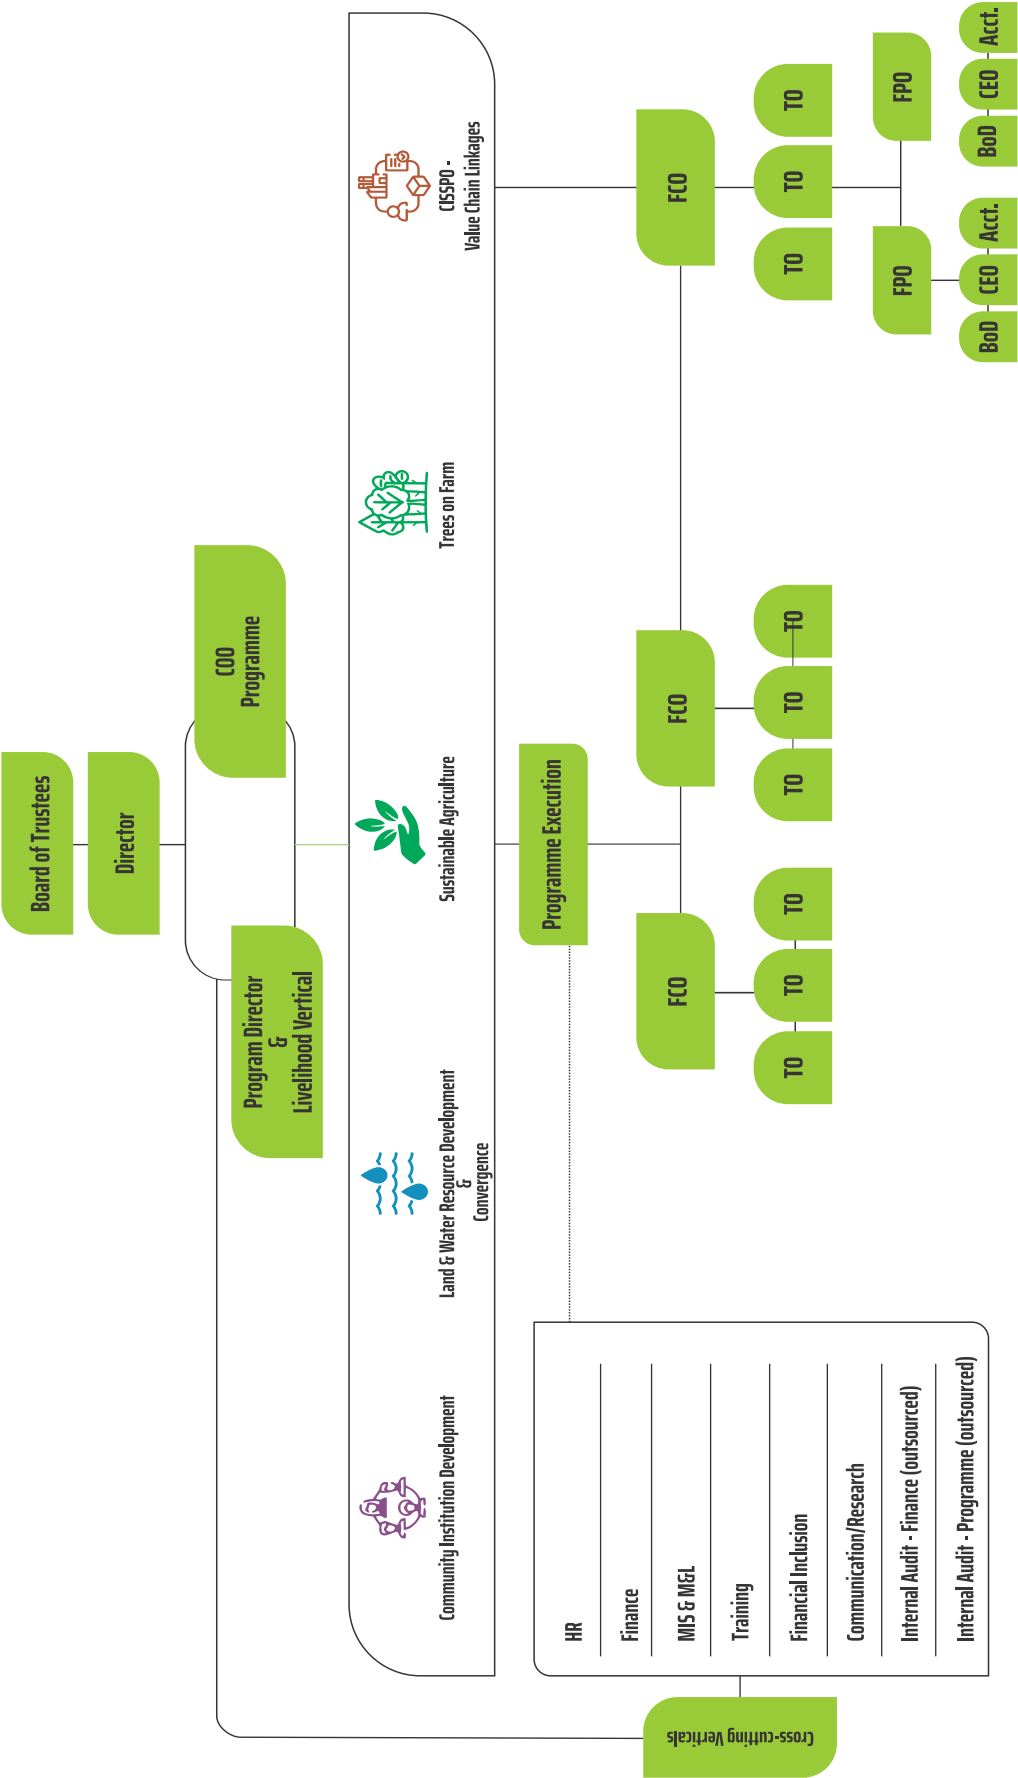 Board of Trustees
Director
Program Director
&
Livelihood Vertical
COO
Programme
Community Institution Development
Land & Water Resource Development
&
Convergence
Sustainable Agriculture
Trees on Farm
CISSPO -
Value Chain Linkages
Programme Execution
Cross-cutting Verticals
HR
Finance
MIS & M&L
Training
Financial Inclusion
Communication/Research
Internal Audit - Finance (outsourced)
Internal Audit - Programme (outsourced)
FCO
FCO
FCO
TO
TO
TO
TO
TO
TO
TO
TO
TO
FPO
FPO
BoD
CEO
Acct.
BoD
CEO
Acct.